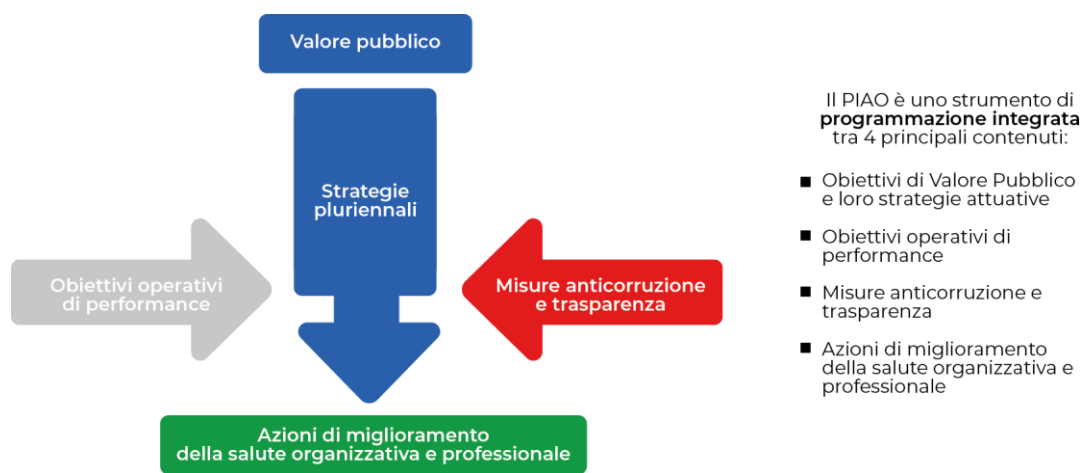 Valore pubblico
Strategie
pluriennali
Obiettivi operativi
di performance
Misure anticorruzione
e trasparenza
Azioni di miglioramento
della salute organizzativa e professionale
Il PIAO è uno strumento di
programmazione integrata
tra 4 principali contenuti:
■ Obiettivi di Valore Pubblico
e loro strategie attuative
■ Obiettivi operativi di
performance
■ Misure anticorruzione e
trasparenza
■ Azioni di miglioramento
della salute organizzativa e
professionale